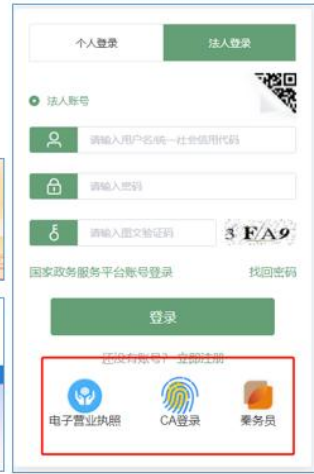 个人登录 法人登录
法人账号
请输入用户名/统一社会信用代码
请输入密码
请输入图文验证码 3 F/A9
国家政务服务平台账号登录 找回密码
登录
还没有账号？ 立即注册
电子营业执照 CA登录 秦务员